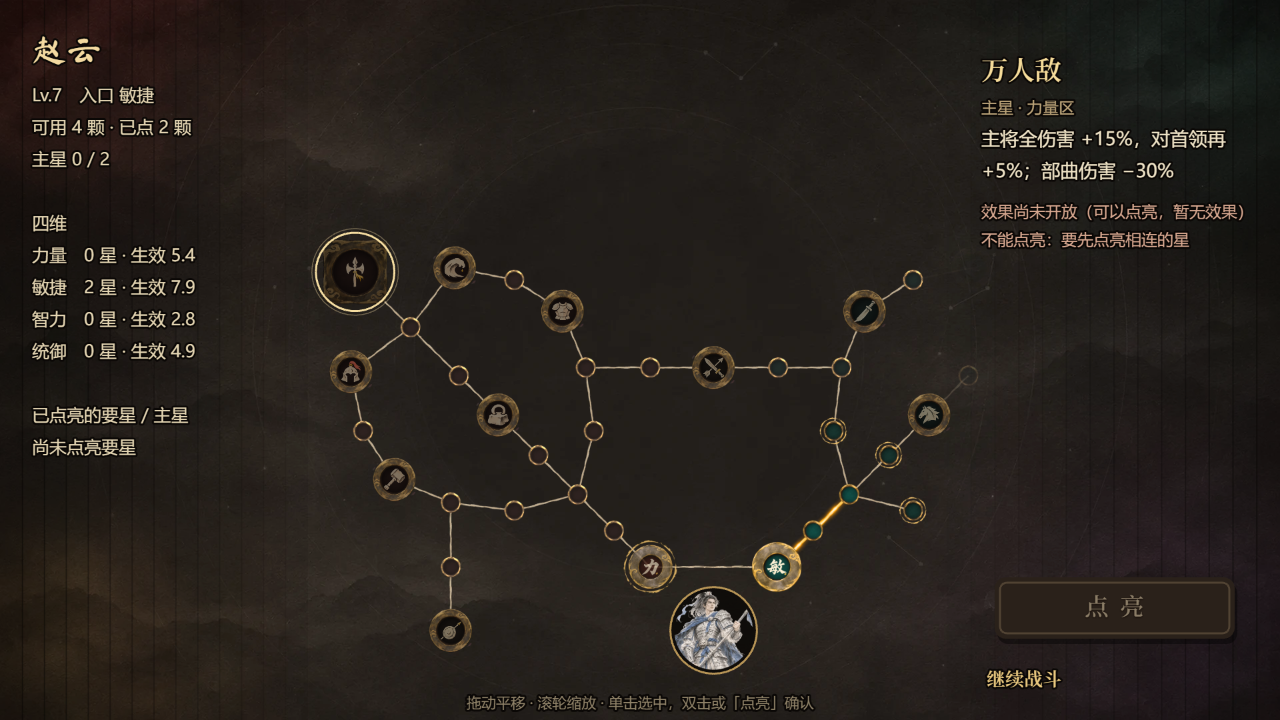 赵云
Lv.7 入口 敏捷
可用 4 颗 · 已点 2 颗
主星 0 / 2
四维
力量 0 星 · 生效 5.4
敏捷 2 星 · 生效 7.9
智力 0 星 · 生效 2.8
统御 0 星 · 生效 4.9
已点亮的要星 / 主星
尚未点亮要星
万人敌
主星 · 力量区
主将全伤害 +15%，对首领再
+5%；部曲伤害 −30%
效果尚未开放（可以点亮，暂无效果）
不能点亮：要先点亮相连的星
力
敏
点亮
继续战斗
拖动平移 · 滚轮缩放 · 单击选中，双击或「点亮」确认